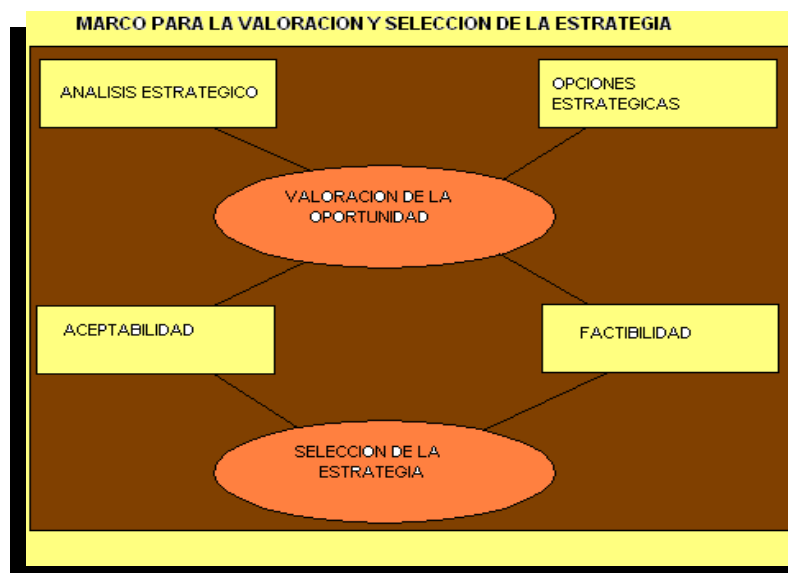 MARCO PARA LA VALORACION Y SELECCION DE LA ESTRATEGIA
ANALISIS ESTRATEGICO
OPCIONES
ESTRATEGICAS
VALORACION DE LA
OPORTUNIDAD
ACEPTABILIDAD
FACTIBILIDAD
SELECCION DE LA
ESTRATEGIA